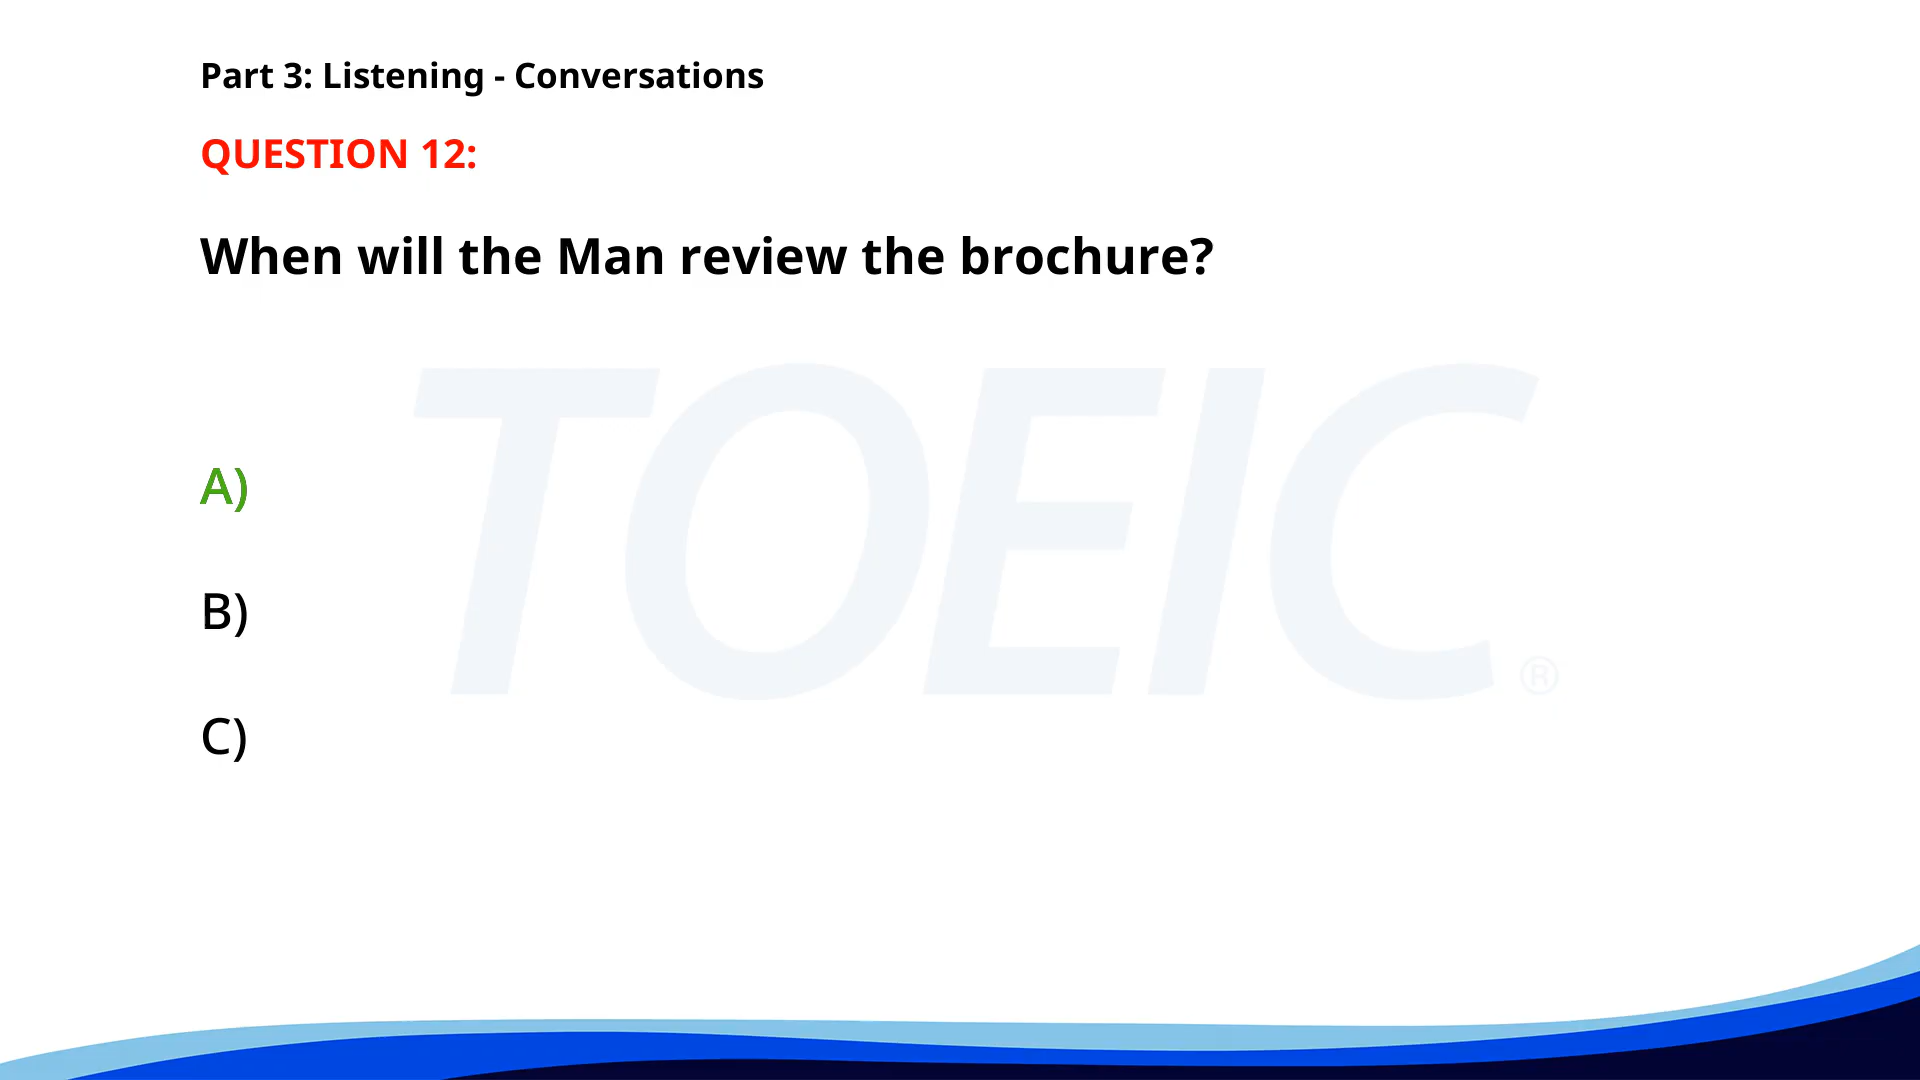 Part 3: Listening - Conversations
QUESTION 12:
When will the Man review the brochure?
TOEIC®
A)
B)
C)